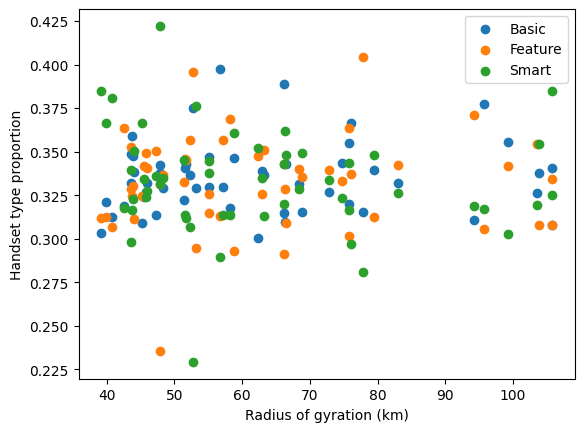 0.425
0.400
0.375
0.350
0.325
0.300
0.275
0.250
0.225
Handset type proportion
Basic
Feature
Smart
40 50 60 70 80 90 100
Radius of gyration (km)